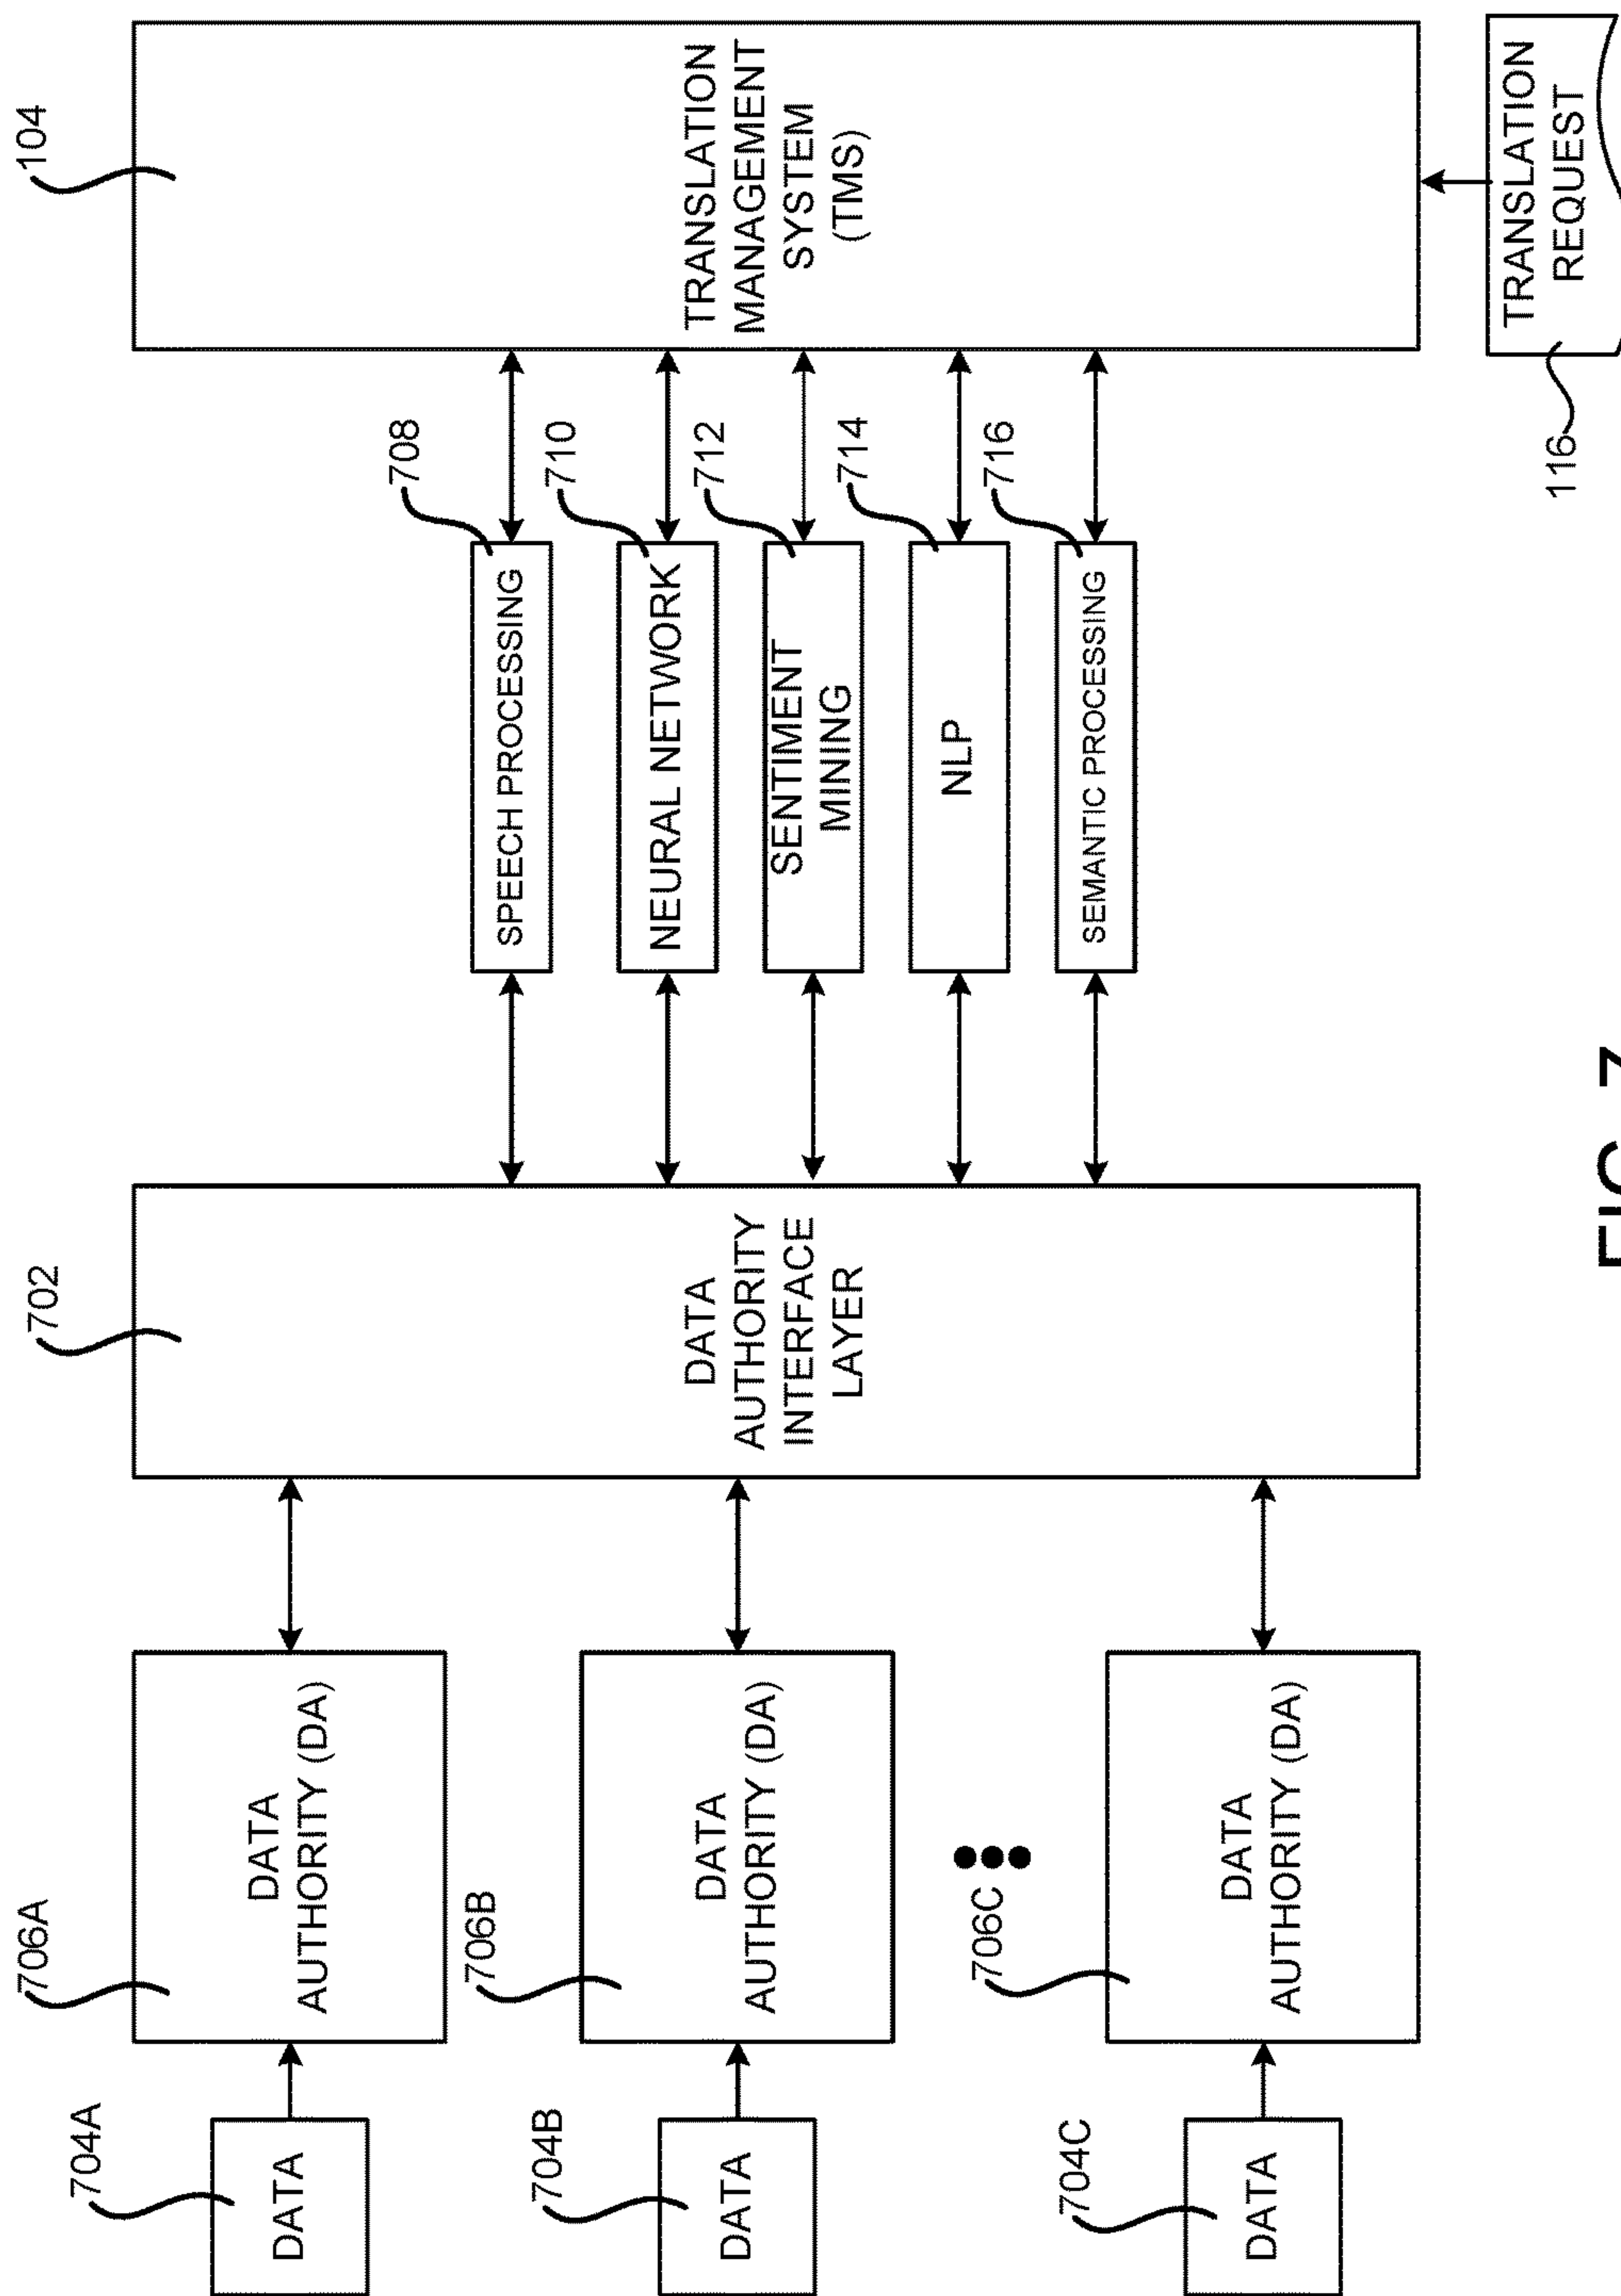 104
TRANSLATION
MANAGEMENT
SYSTEM
(TMS)
TRANSLATION
REQUEST
116
708
SPEECH PROCESSING
710
NEURAL NETWORK
712
SENTIMENT
MINING
714
NLP
716
SEMANTIC PROCESSING
702
DATA
AUTHORITY
INTERFACE
LAYER
706A
DATA
AUTHORITY (DA)
706B
DATA
AUTHORITY (DA)
706C
DATA
AUTHORITY (DA)
704A
DATA
704B
DATA
704C
DATA